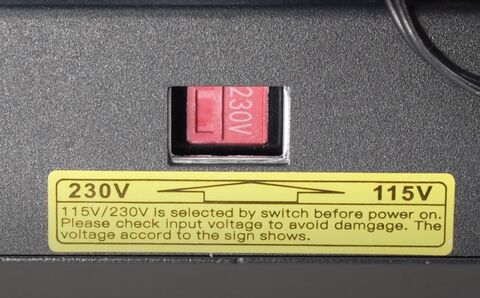 230V
230V 115V
115V/230V is selected by switch before power on.
Please check input voltage to avoid damgage. The
voltage accord to the sign shows.